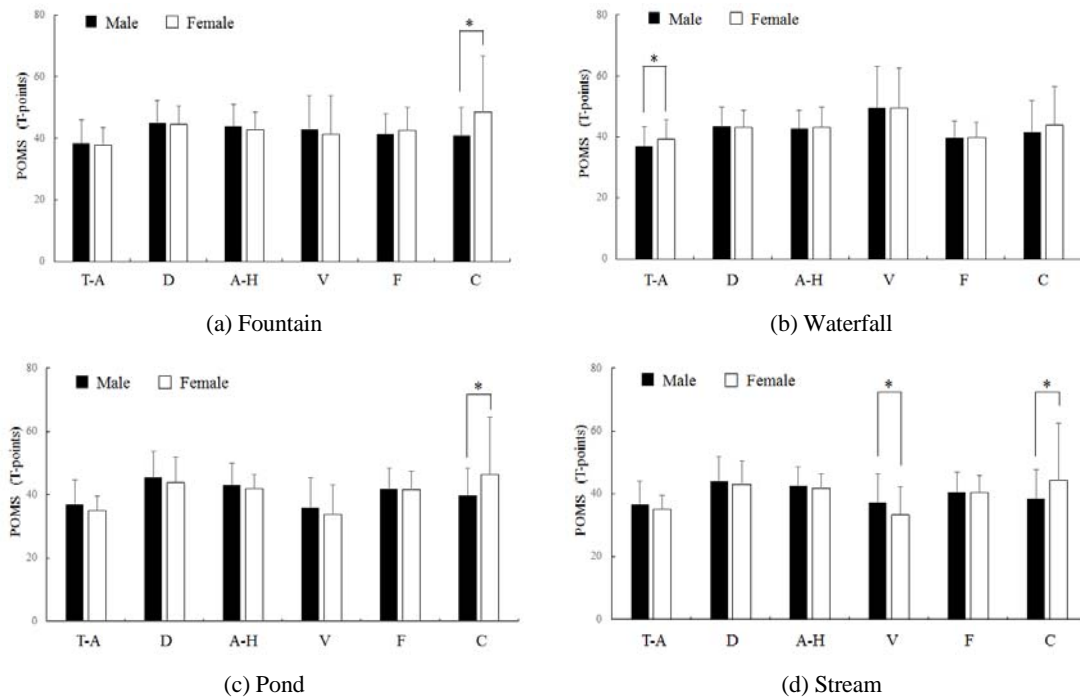 80
60
40
20
0
POMS (T-points)
Male Female
*
T-A D A-H V F C
(a) Fountain
80
60
40
20
0
POMS (T-points)
Male Female
*
T-A D A-H V F C
(b) Waterfall
80
60
40
20
0
POMS (T-points)
Male Female
*
T-A D A-H V F C
(c) Pond
80
60
40
20
0
POMS (T-points)
Male Female
* *
T-A D A-H V F C
(d) Stream